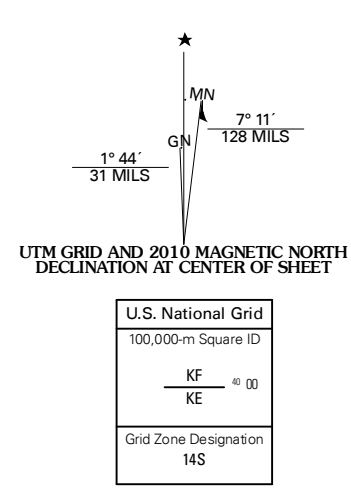 MN
GN
7° 11´
128 MILS
1° 44´
31 MILS
UTM GRID AND 2010 MAGNETIC NORTH
DECLINATION AT CENTER OF SHEET
U.S. National Grid
100,000-m Square ID
KF
40 00
KE
Grid Zone Designation
14S